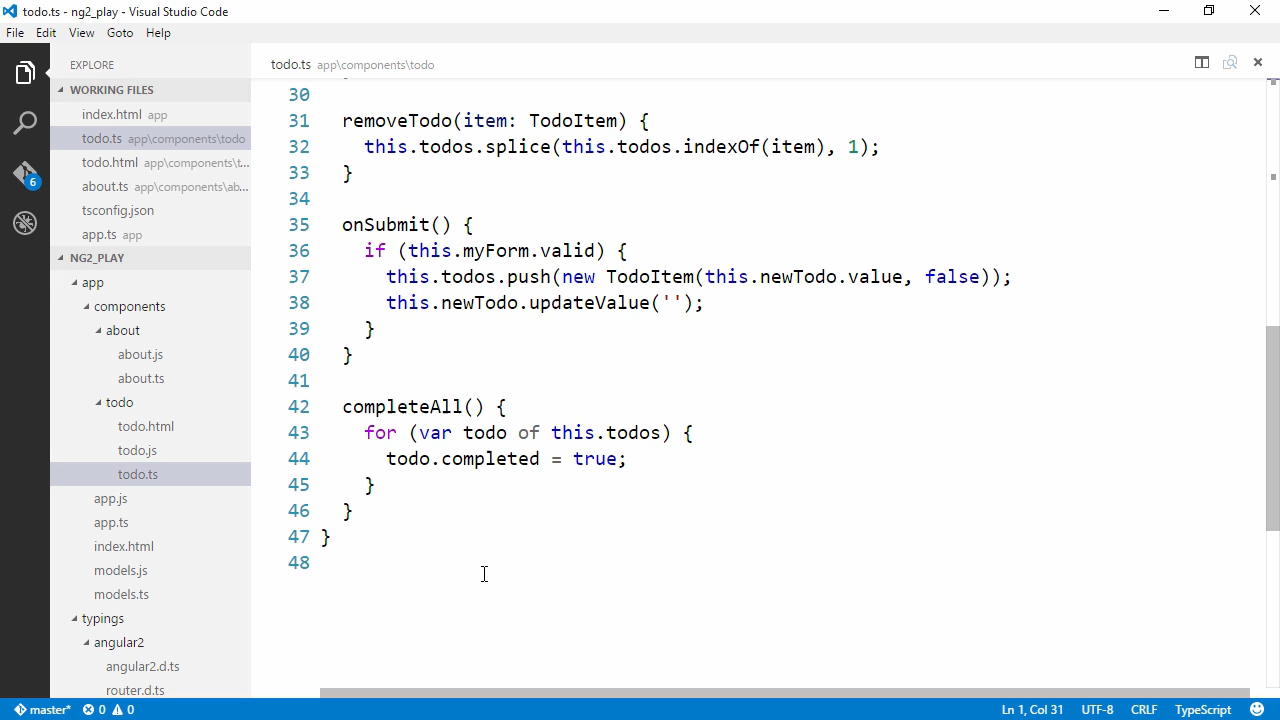 todo.ts - ng2_play - Visual Studio Code
File Edit View Goto Help
EXPLORE
WORKING FILES
index.html app
todo.ts app\components\todo
todo.html app\components\t...
about.ts app\components\ab...
tsconfig.json
app.ts app
6
NG2_PLAY
app
components
about
about.js
about.ts
todo
todo.html
todo.js
todo.ts
app.js
app.ts
index.html
models.js
models.ts
typings
angular2
angular2.d.ts
router.d.ts
todo.ts app\components\todo
30
31 removeTodo(item: TodoItem) {
32 this.todos.splice(this.todos.indexOf(item), 1);
33 }
34
35 onSubmit() {
36 if (this.myForm.valid) {
37 this.todos.push(new TodoItem(this.newTodo.value, false));
38 this.newTodo.updateValue('');
39 }
40 }
41
42 completeAll() {
43 for (var todo of this.todos) {
44 todo.completed = true;
45 }
46 }
47 }
48
master* 0 0 Ln 1, Col 31 UTF-8 CRLF TypeScript